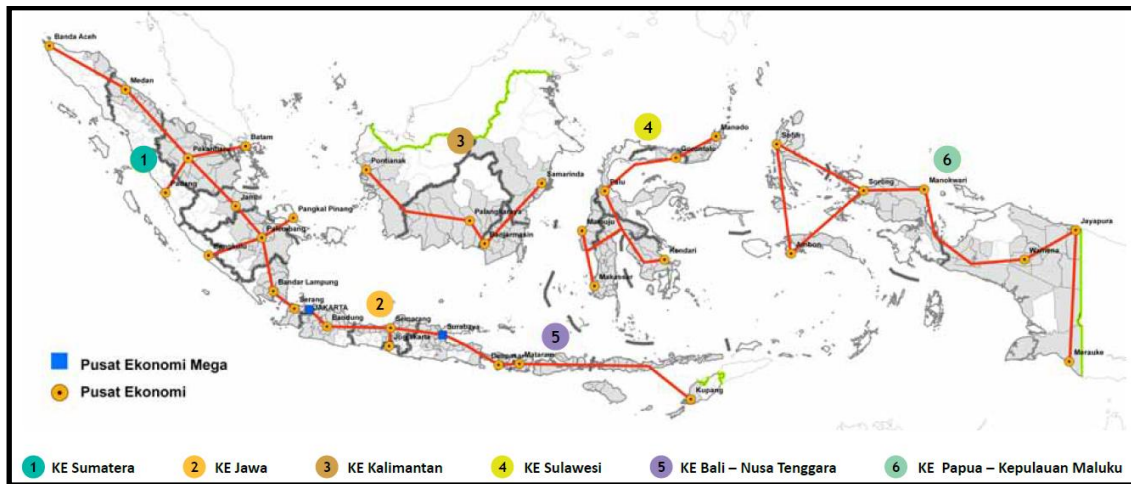 Banda Aceh
Medan
Batam
Pekanbaru
Padang
Jambi
Pangkal Pinang
Palembang
Bengkulu
Bandar Lampung
Serang
JAKARTA
Bandung
Semarang
Jogjakarta
Surabaya
Denpasar
Mataram
Kupang
Pontianak
Palangkaraya
Banjarmasin
Samarinda
Manado
Gorontalo
Palu
Mamuju
Makassar
Kendari
Sofifi
Ambon
Sorong
Manokwari
Jayapura
Wamena
Merauke
1
2
3
4
5
6
Pusat Ekonomi Mega
Pusat Ekonomi
1 KE Sumatera
2 KE Jawa
3 KE Kalimantan
4 KE Sulawesi
5 KE Bali – Nusa Tenggara
6 KE Papua – Kepulauan Maluku